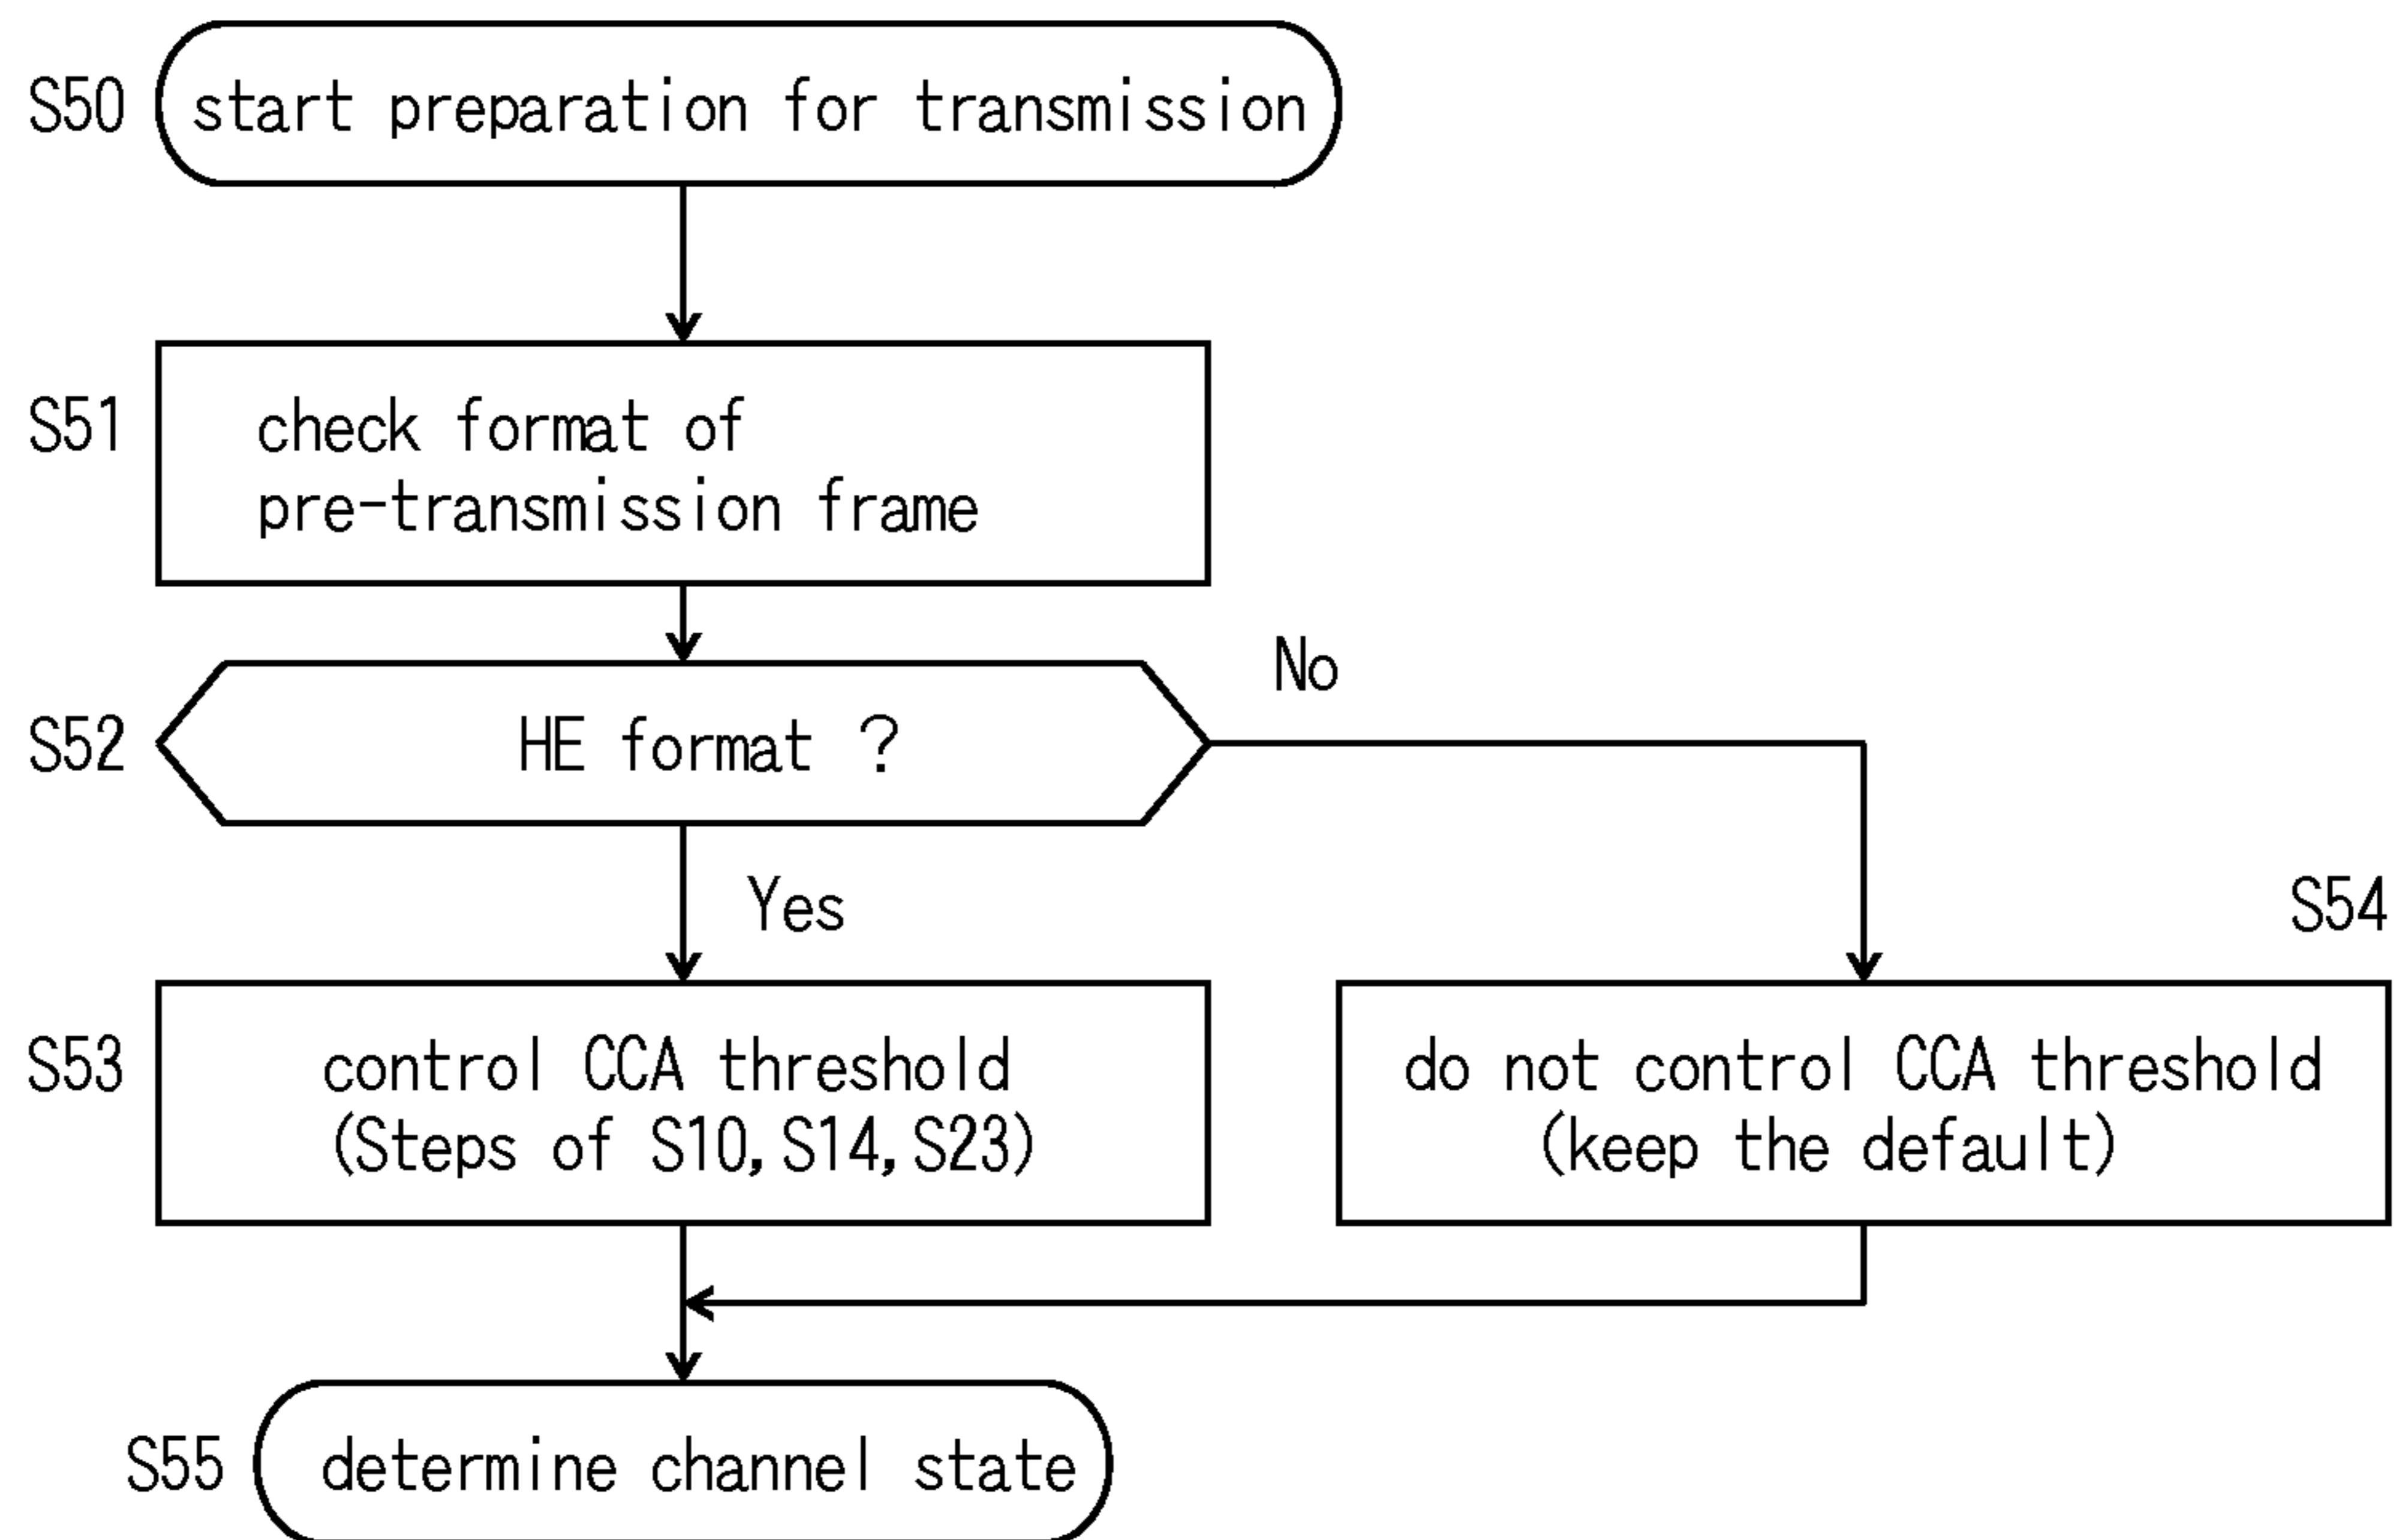 S50 start preparation for transmission
S51 check format of
pre-transmission frame
No
S52 HE format ?
Yes
S54
S53 control CCA threshold
(Steps of S10, S14, S23)
do not control CCA threshold
(keep the default)
S55 determine channel state